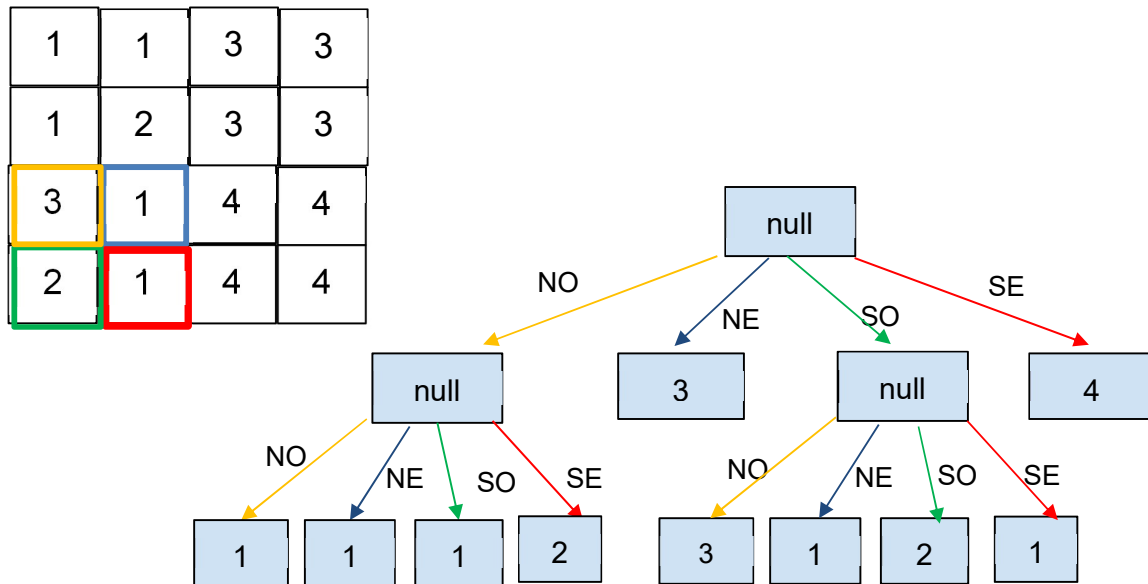 1 1 3 3
1 2 3 3
3 1 4 4
2 1 4 4
null
NO NE SO SE
null 3 null 4
NO NE SO SE NO NE SO SE
1 1 1 2 3 1 2 1